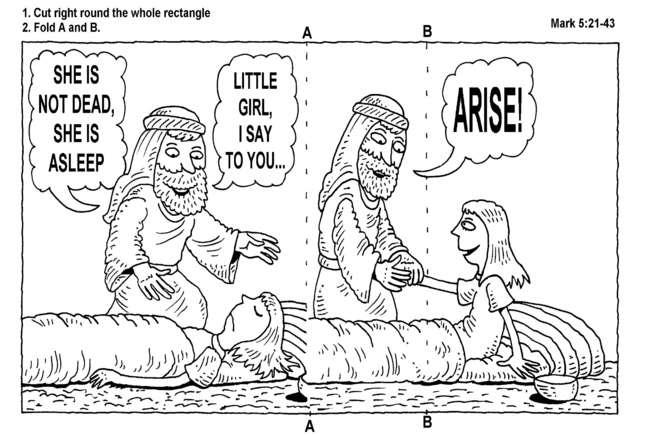 1. Cut right round the whole rectangle
2. Fold A and B.
Mark 5:21-43
A
B
SHE IS
NOT DEAD,
SHE IS
ASLEEP
LITTLE
GIRL,
I SAY
TO YOU...
ARISE!
A
B